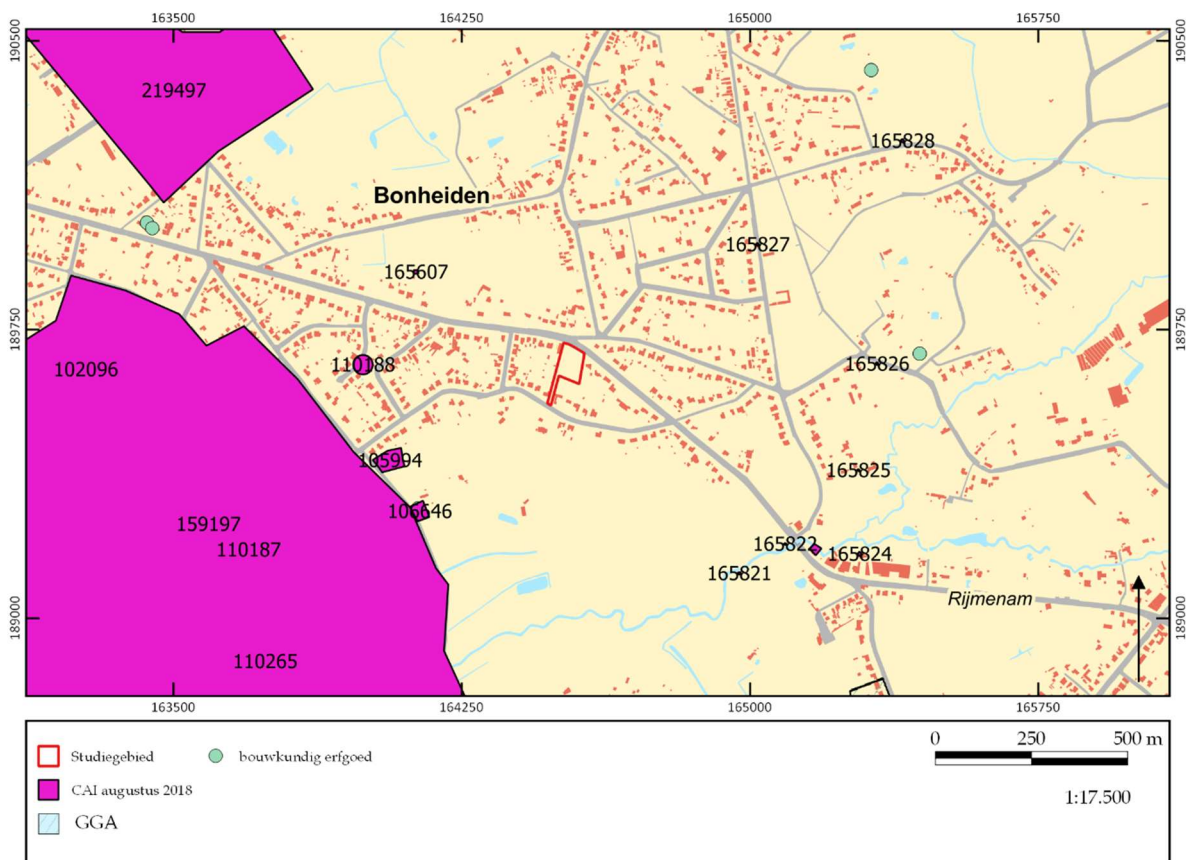 163500 164250 165000 165750
190500 190500
219497
165828
Bonheiden
165827
165607
189750 189750
110188
165826
102096
105994
165825
106646
159197
165822
165824
110187
165821
Rijmenam
189000 189000
110265
163500 164250 165000 165750
Studiegebied
bouwkundig erfgoed
CAI augustus 2018
GGA
0 250 500 m
1:17.500